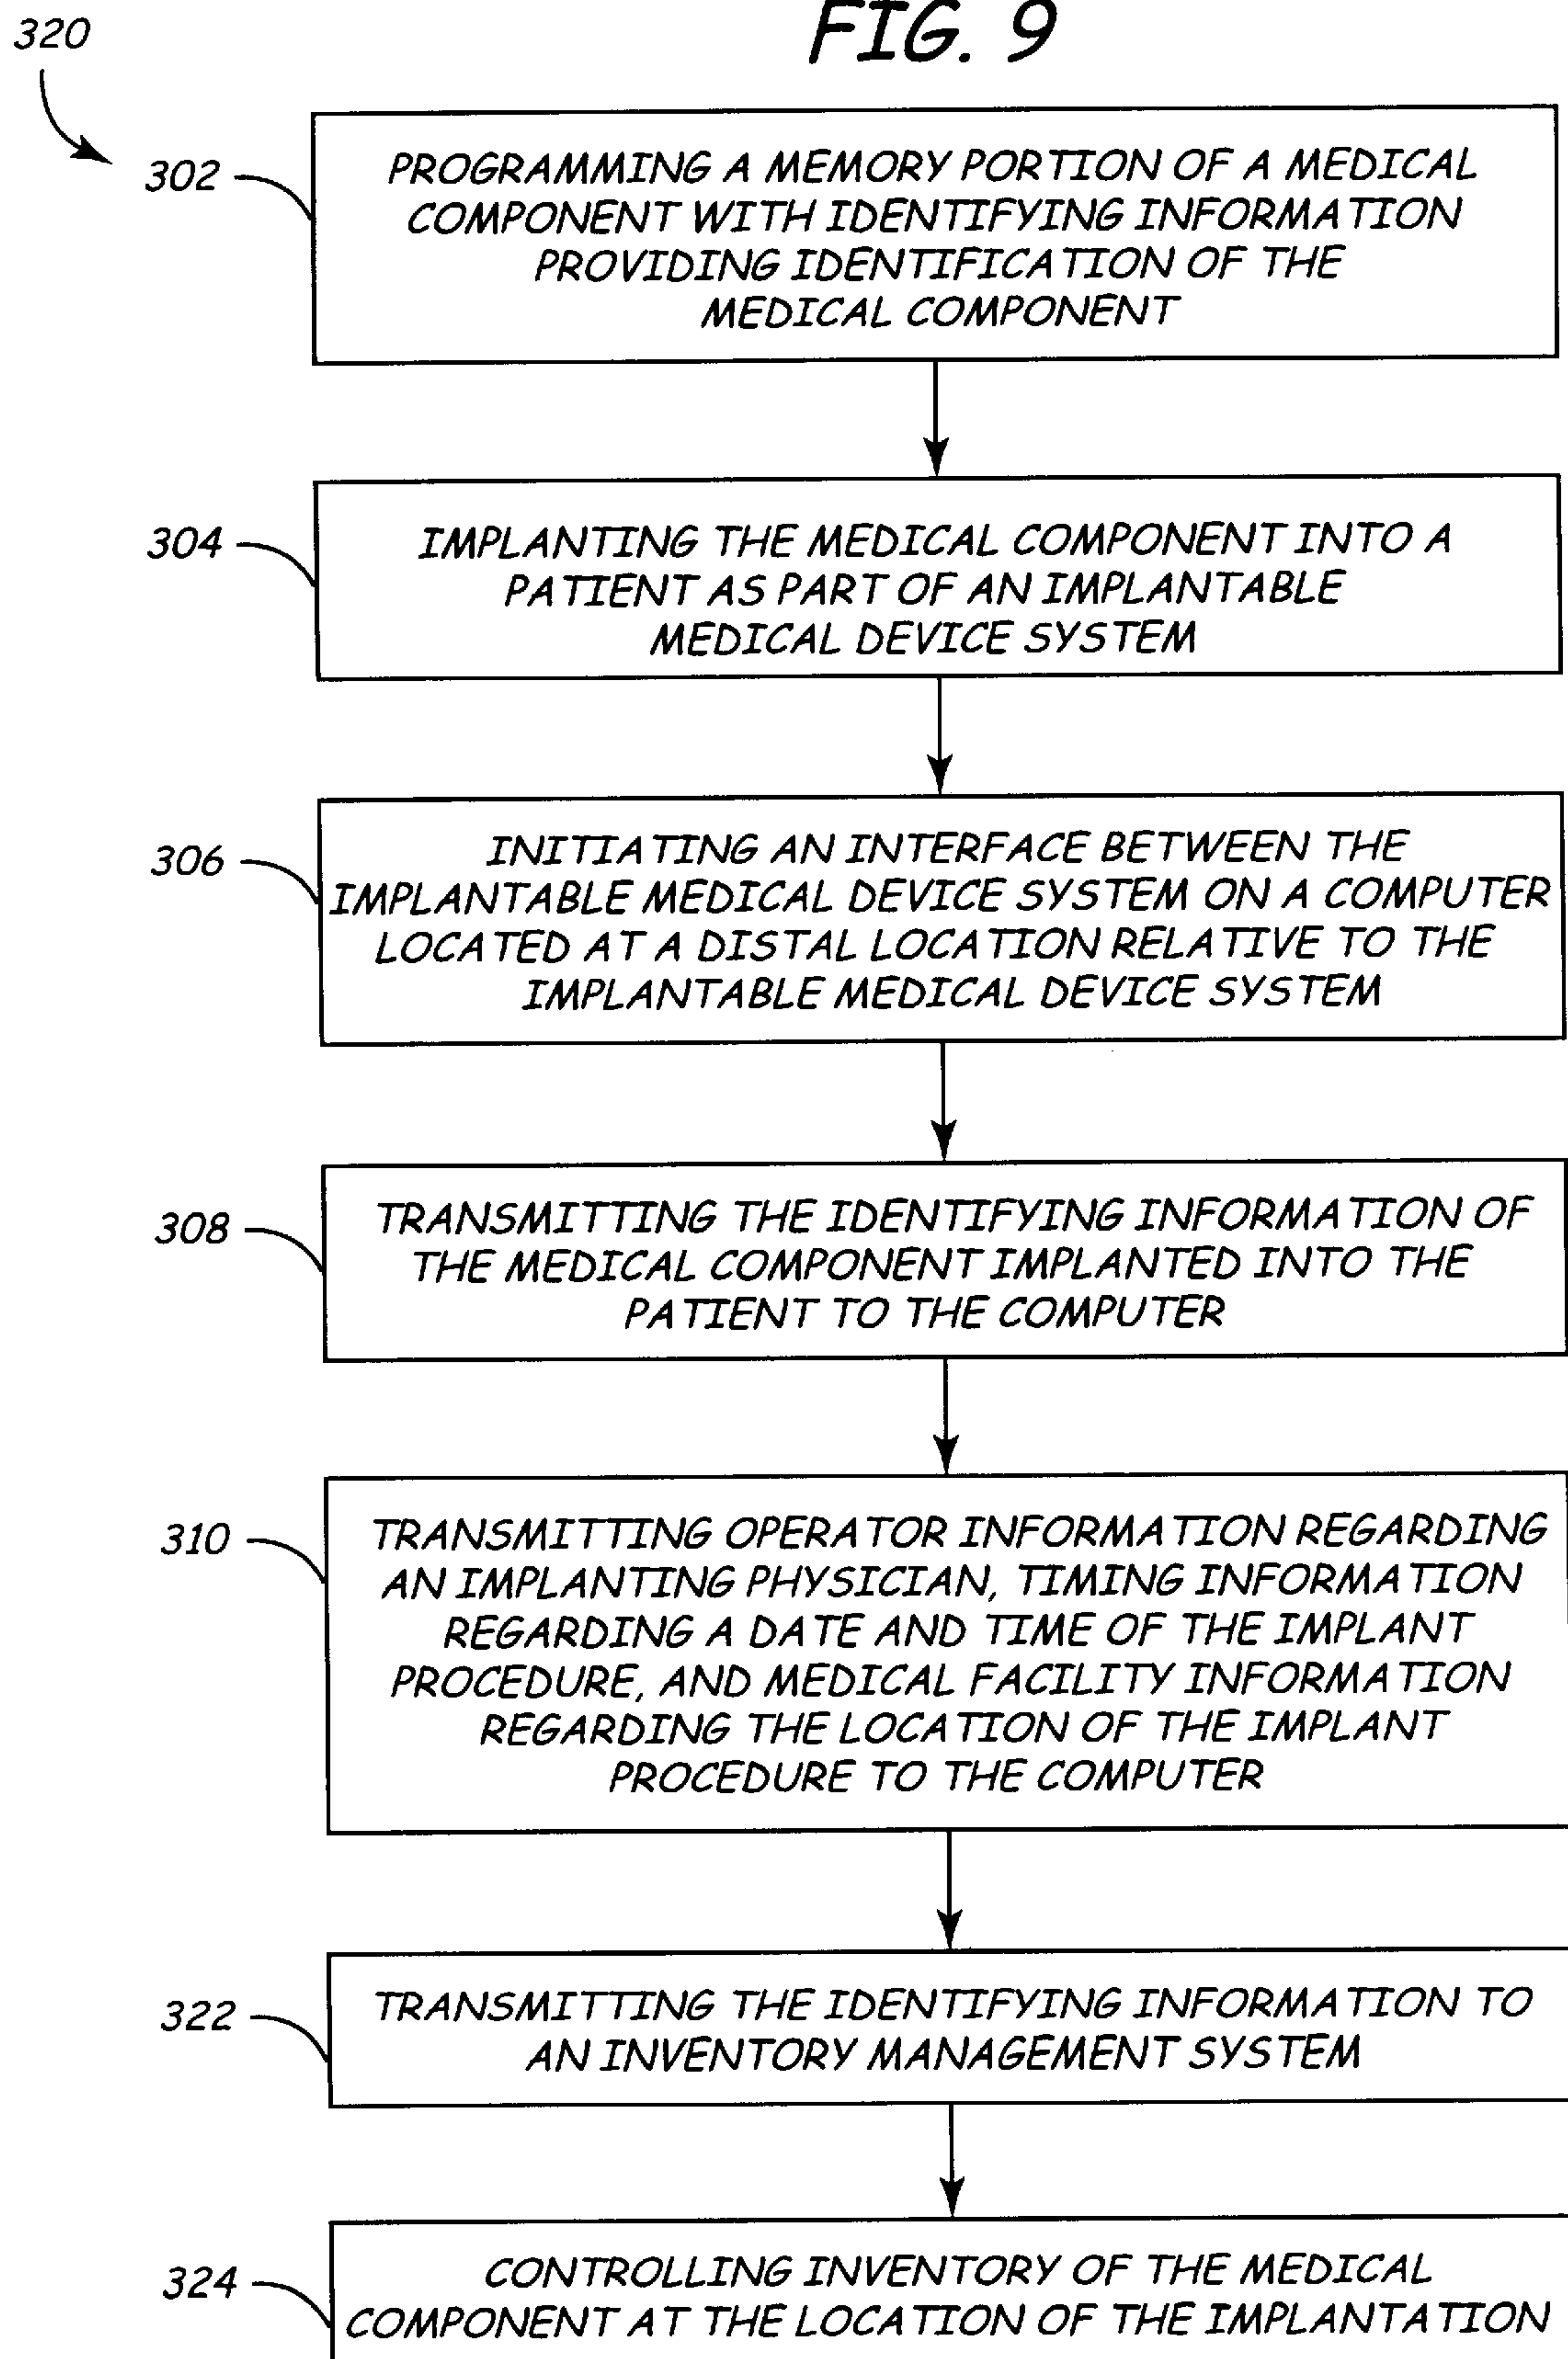 FIG. 9
320
302
PROGRAMMING A MEMORY PORTION OF A MEDICAL
COMPONENT WITH IDENTIFYING INFORMATION
PROVIDING IDENTIFICATION OF THE
MEDICAL COMPONENT
304
IMPLANTING THE MEDICAL COMPONENT INTO A
PATIENT AS PART OF AN IMPLANTABLE
MEDICAL DEVICE SYSTEM
306
INITIATING AN INTERFACE BETWEEN THE
IMPLANTABLE MEDICAL DEVICE SYSTEM ON A COMPUTER
LOCATED AT A DISTAL LOCATION RELATIVE TO THE
IMPLANTABLE MEDICAL DEVICE SYSTEM
308
TRANSMITTING THE IDENTIFYING INFORMATION OF
THE MEDICAL COMPONENT IMPLANTED INTO THE
PATIENT TO THE COMPUTER
310
TRANSMITTING OPERATOR INFORMATION REGARDING
AN IMPLANTING PHYSICIAN, TIMING INFORMATION
REGARDING A DATE AND TIME OF THE IMPLANT
PROCEDURE, AND MEDICAL FACILITY INFORMATION
REGARDING THE LOCATION OF THE IMPLANT
PROCEDURE TO THE COMPUTER
322
TRANSMITTING THE IDENTIFYING INFORMATION TO
AN INVENTORY MANAGEMENT SYSTEM
324
CONTROLLING INVENTORY OF THE MEDICAL
COMPONENT AT THE LOCATION OF THE IMPLANTATION